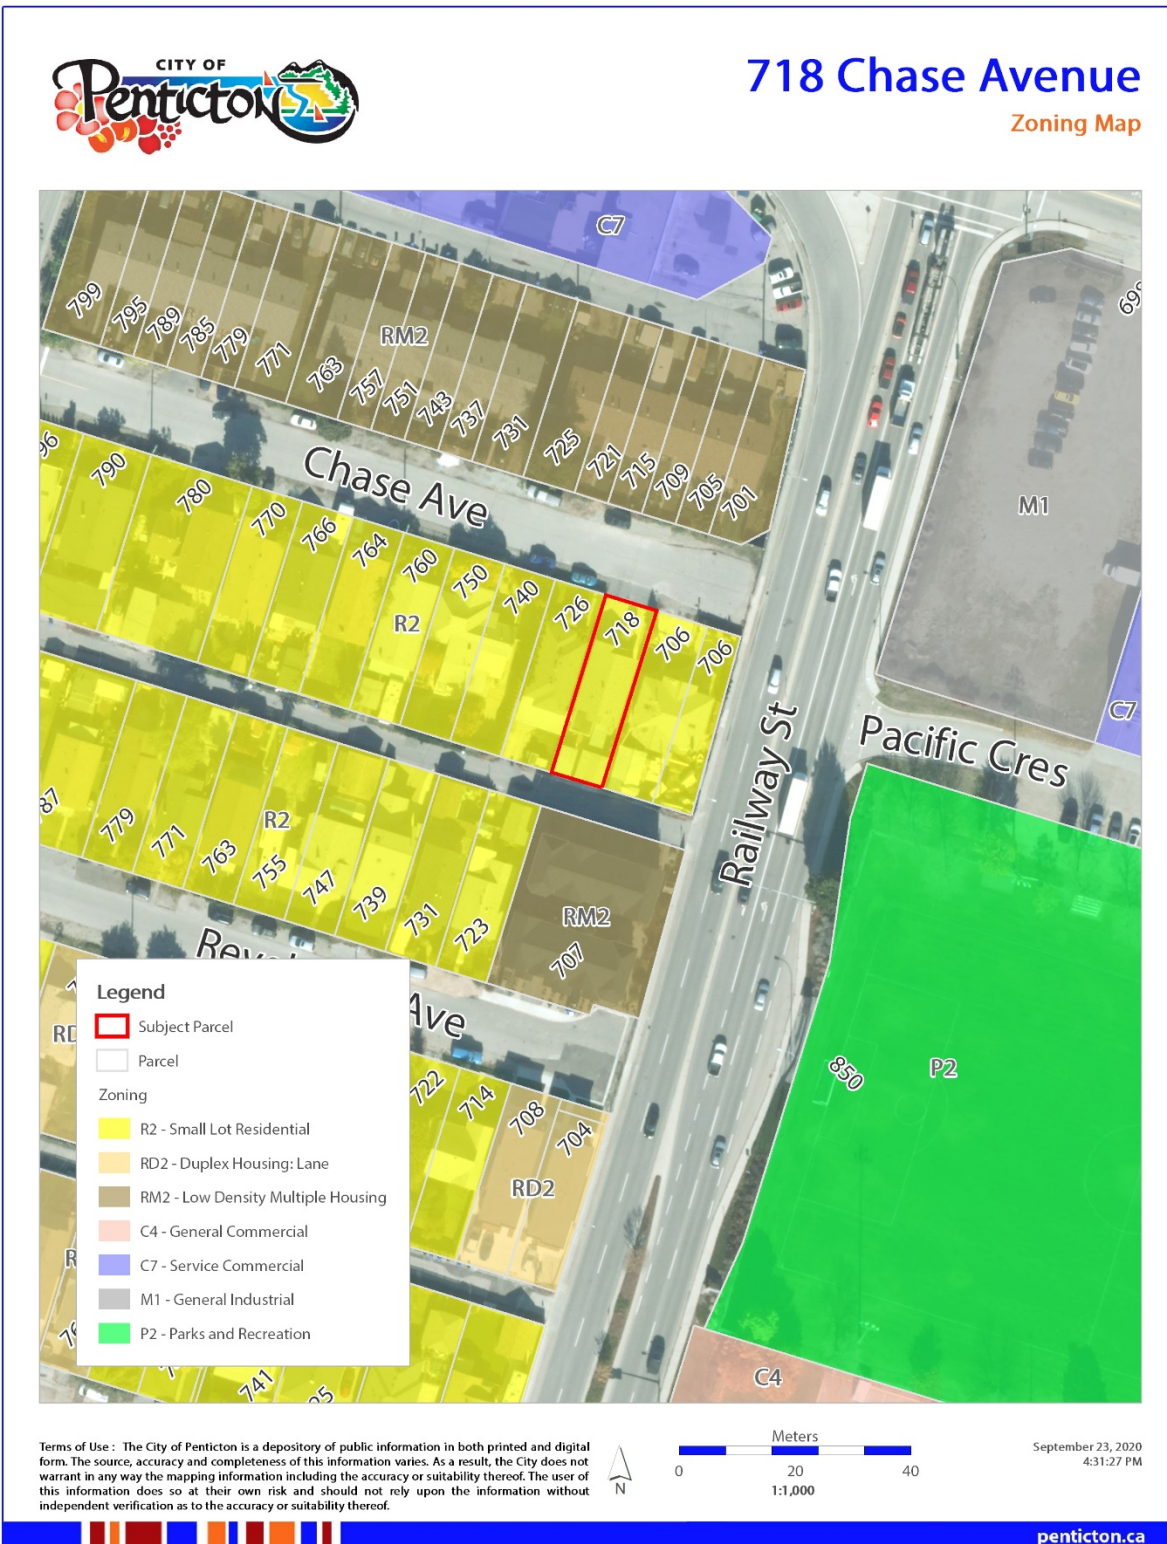 CITY OF
Penticton
718 Chase Avenue
Zoning Map
C7
799
795
789
785
779
771
763
757
751
743
737
731
725
721
715
709
705
701
RM2
M1
Chase Ave
790
780
770
766
764
760
750
740
726
718
706
706
R2
C7
Railway St
Pacific Cres
779
771
763
755
747
739
731
723
R2
RM2
707
Ave
850
P2
722
714
708
704
RD2
741
C4
Legend
Subject Parcel
Parcel
Zoning
R2 - Small Lot Residential
RD2 - Duplex Housing: Lane
RM2 - Low Density Multiple Housing
C4 - General Commercial
C7 - Service Commercial
M1 - General Industrial
P2 - Parks and Recreation
Terms of Use : The City of Penticton is a depository of public information in both printed and digital
form. The source, accuracy and completeness of this information varies. As a result, the City does not
warrant in any way the mapping information including the accuracy or suitability thereof. The user of
this information does so at their own risk and should not rely upon the information without
independent verification as to the accuracy or suitability thereof.
N
Meters
0 20 40
1:1,000
September 23, 2020
4:31:27 PM
penticton.ca